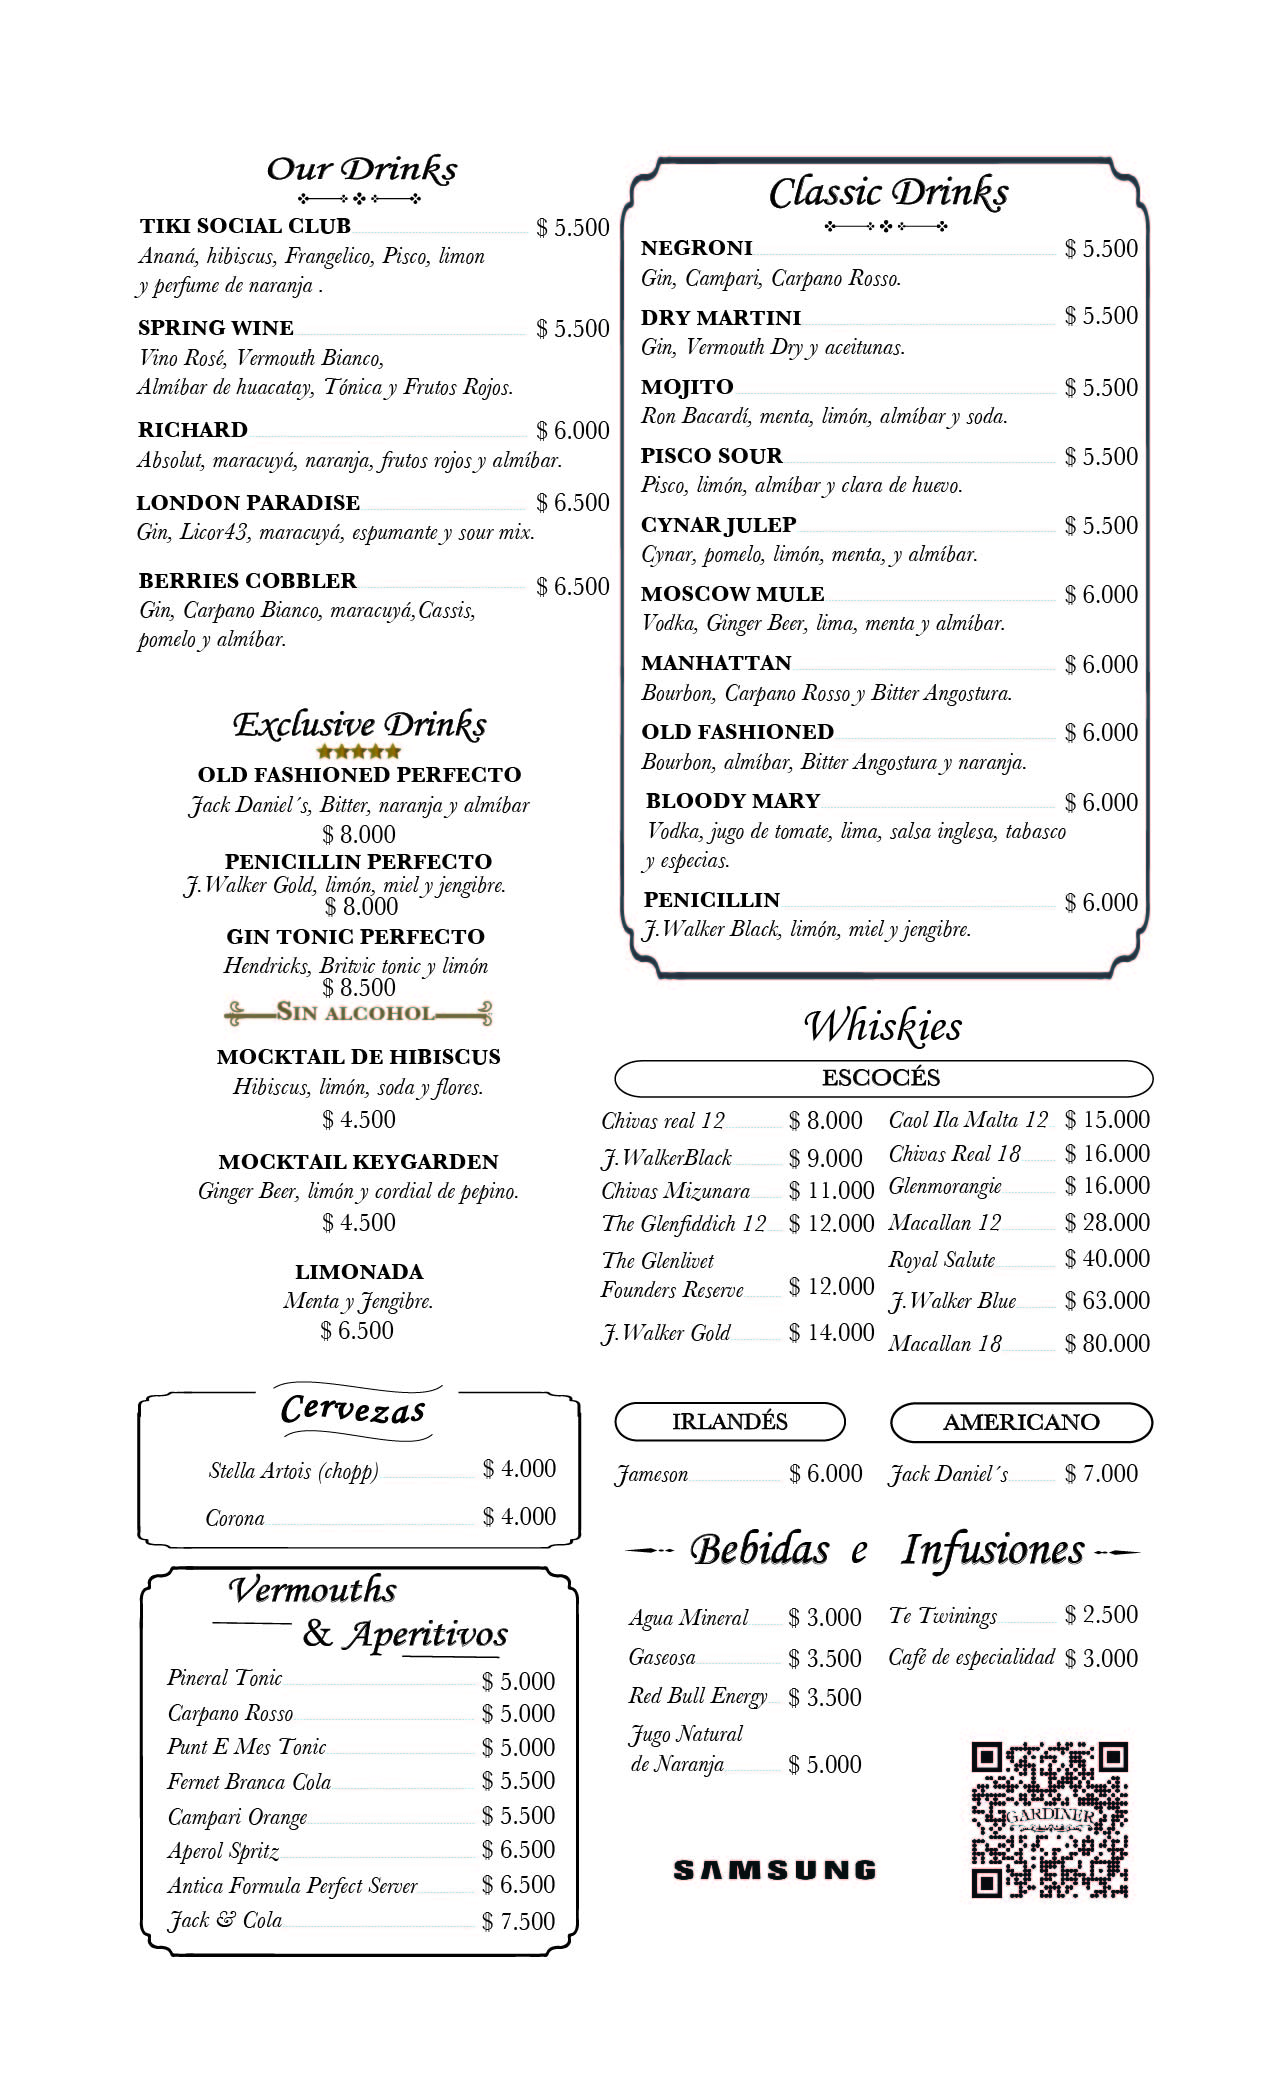 Our Drinks
TIKI SOCIAL CLUB $ 5.500
Ananá, hibiscus, Frangelico, Pisco, limon
y perfume de naranja .
SPRING WINE $ 5.500
Vino Rosé, Vermouth Bianco,
Almíbar de huacatay, Tónica y Frutos Rojos.
RICHARD $ 6.000
Absolut, maracuyá, naranja, frutos rojos y almíbar.
LONDON PARADISE $ 6.500
Gin, Licor43, maracuyá, espumante y sour mix.
BERRIES COBBLER $ 6.500
Gin, Carpano Bianco, maracuyá,Cassis,
pomelo y almíbar.
Exclusive Drinks
OLD FASHIONED PERFECTO
Jack Daniel´s, Bitter, naranja y almíbar
$ 8.000
PENICILLIN PERFECTO
J.Walker Gold, limón, miel y jengibre.
$ 8.000
GIN TONIC PERFECTO
Hendricks, Britvic tonic y limón
$ 8.500
SIN ALCOHOL
MOCKTAIL DE HIBISCUS
Hibiscus, limón, soda y flores.
$ 4.500
MOCKTAIL KEYGARDEN
Ginger Beer, limón y cordial de pepino.
$ 4.500
LIMONADA
Menta y Jengibre.
$ 6.500
Cervezas
Stella Artois (chopp) $ 4.000
Corona $ 4.000
Vermouths
& Aperitivos
Pineral Tonic $ 5.000
Carpano Rosso $ 5.000
Punt E Mes Tonic $ 5.000
Fernet Branca Cola $ 5.500
Campari Orange $ 5.500
Aperol Spritz $ 6.500
Antica Formula Perfect Server $ 6.500
Jack & Cola $ 7.500
Classic Drinks
NEGRONI $ 5.500
Gin, Campari, Carpano Rosso.
DRY MARTINI $ 5.500
Gin, Vermouth Dry y aceitunas.
MOJITO $ 5.500
Ron Bacardí, menta, limón, almíbar y soda.
PISCO SOUR $ 5.500
Pisco, limón, almíbar y clara de huevo.
CYNAR JULEP $ 5.500
Cynar, pomelo, limón, menta, y almíbar.
MOSCOW MULE $ 6.000
Vodka, Ginger Beer, lima, menta y almíbar.
MANHATTAN $ 6.000
Bourbon, Carpano Rosso y Bitter Angostura.
OLD FASHIONED $ 6.000
Bourbon, almíbar, Bitter Angostura y naranja.
BLOODY MARY $ 6.000
Vodka, jugo de tomate, lima, salsa inglesa, tabasco
y especias.
PENICILLIN $ 6.000
J.Walker Black, limón, miel y jengibre.
Whiskies
ESCOCÉS
Chivas real 12 $ 8.000
J.WalkerBlack $ 9.000
Chivas Mizunara $ 11.000
The Glenfiddich 12 $ 12.000
The Glenlivet
Founders Reserve $ 12.000
J.Walker Gold $ 14.000
Caol Ila Malta 12 $ 15.000
Chivas Real 18 $ 16.000
Glenmorangie $ 16.000
Macallan 12 $ 28.000
Royal Salute $ 40.000
J.Walker Blue $ 63.000
Macallan 18 $ 80.000
IRLANDÉS
Jameson $ 6.000
AMERICANO
Jack Daniel´s $ 7.000
Bebidas e Infusiones
Agua Mineral $ 3.000
Gaseosa $ 3.500
Red Bull Energy $ 3.500
Jugo Natural
de Naranja $ 5.000
Te Twinings $ 2.500
Café de especialidad $ 3.000
GARDINER
SAMSUNG